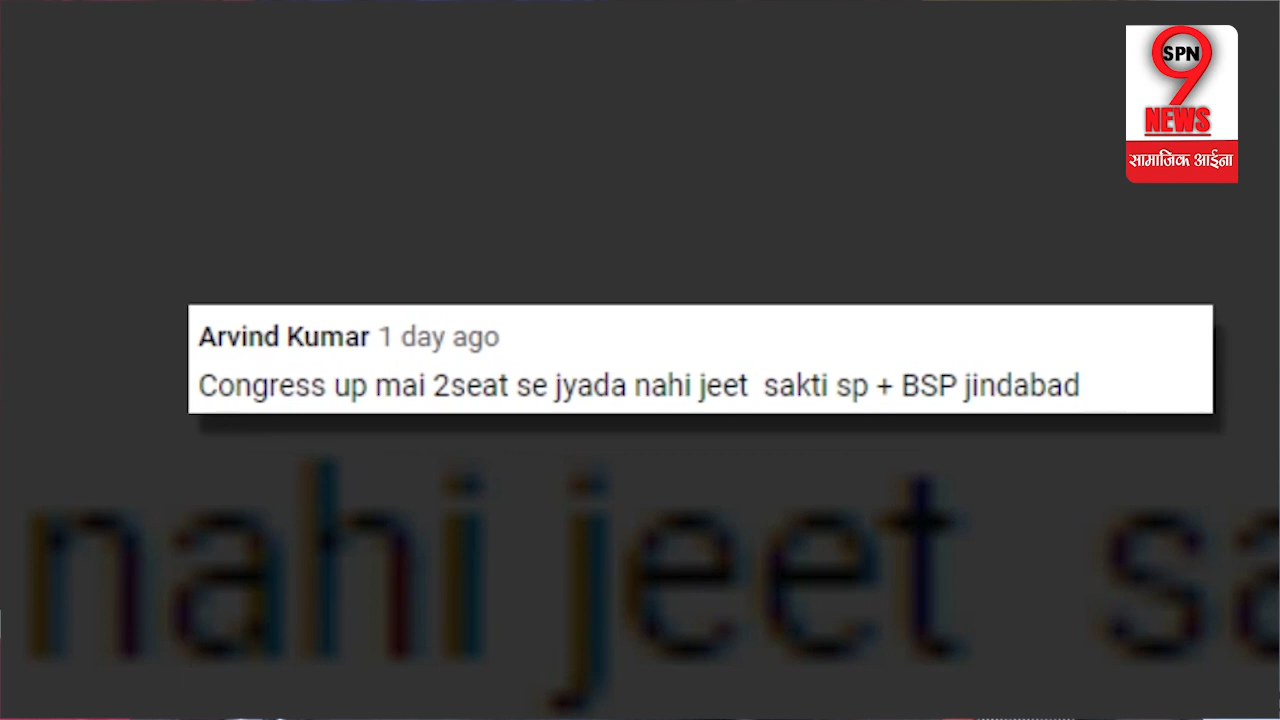 SPN
9
NEWS
सामाजिक आईना
Arvind Kumar 1 day ago
Congress up mai 2seat se jyada nahi jeet  sakti sp + BSP jindabad
nahi jeet  sa